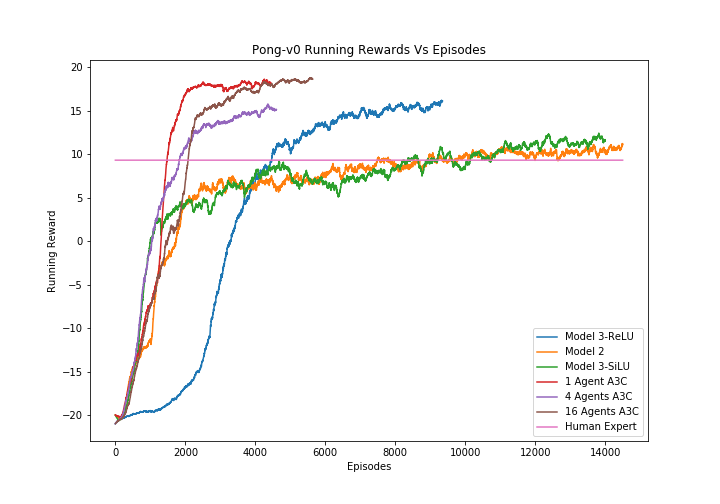 Pong-v0 Running Rewards Vs Episodes
20
15
10
5
0
−5
−10
−15
−20
Running Reward
0 2000 4000 6000 8000 10000 12000 14000
Episodes
Model 3-ReLU
Model 2
Model 3-SiLU
1 Agent A3C
4 Agents A3C
16 Agents A3C
Human Expert